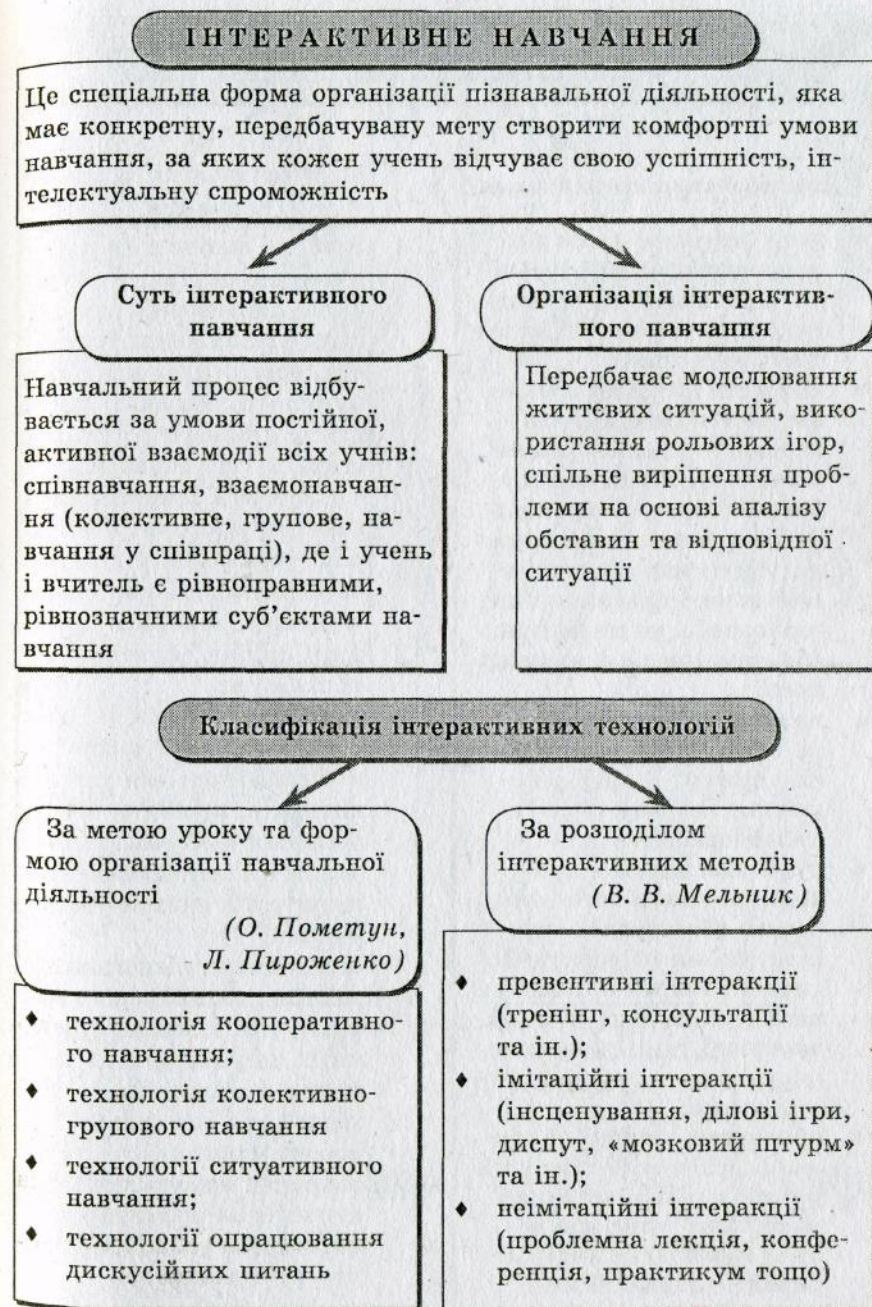 ІНТЕРАКТИВНЕ НАВЧАННЯ
Це спеціальна форма організації пізнавальної діяльності, яка
має конкретну, передбачувану мету створити комфортні умови
навчання, за яких кожен учень відчуває свою успішність, ін-
телектуальну спроможність
Суть інтерактивного
навчання
Навчальний процес відбу-
вається за умови постійної,
активної взаємодії всіх учнів:
співнавчання, взаємонавчан-
ня (колективне, групове, на-
вчання у співпраці), де і учень
і вчитель є рівноправними,
рівнозначними суб’єктами на-
вчання
Організація інтерактив-
ного навчання
Передбачає моделювання
життєвих ситуацій, вико-
ристання рольових ігор,
спільне вирішення проб-
леми на основі аналізу
обставин та відповідної
ситуації
Класифікація інтерактивних технологій
За метою уроку та фор-
мою організації навчальної
діяльності
(О. Пометун,
Л. Пироженко)
♦ технологія кооперативно-
го навчання;
♦ технологія колективно-
групового навчання
♦ технології ситуативного
навчання;
♦ технології опрацювання
дискусійних питань
За розподілом
інтерактивних методів
(В. В. Мельник)
♦ превентивні інтеракції
(тренінг, консультації
та ін.);
♦ імітаційні інтеракції
(інсценування, ділові ігри,
диспут, «мозковий штурм»
та ін.);
♦ неімітаційні інтеракції
(проблемна лекція, конфе-
ренція, практикум тощо)